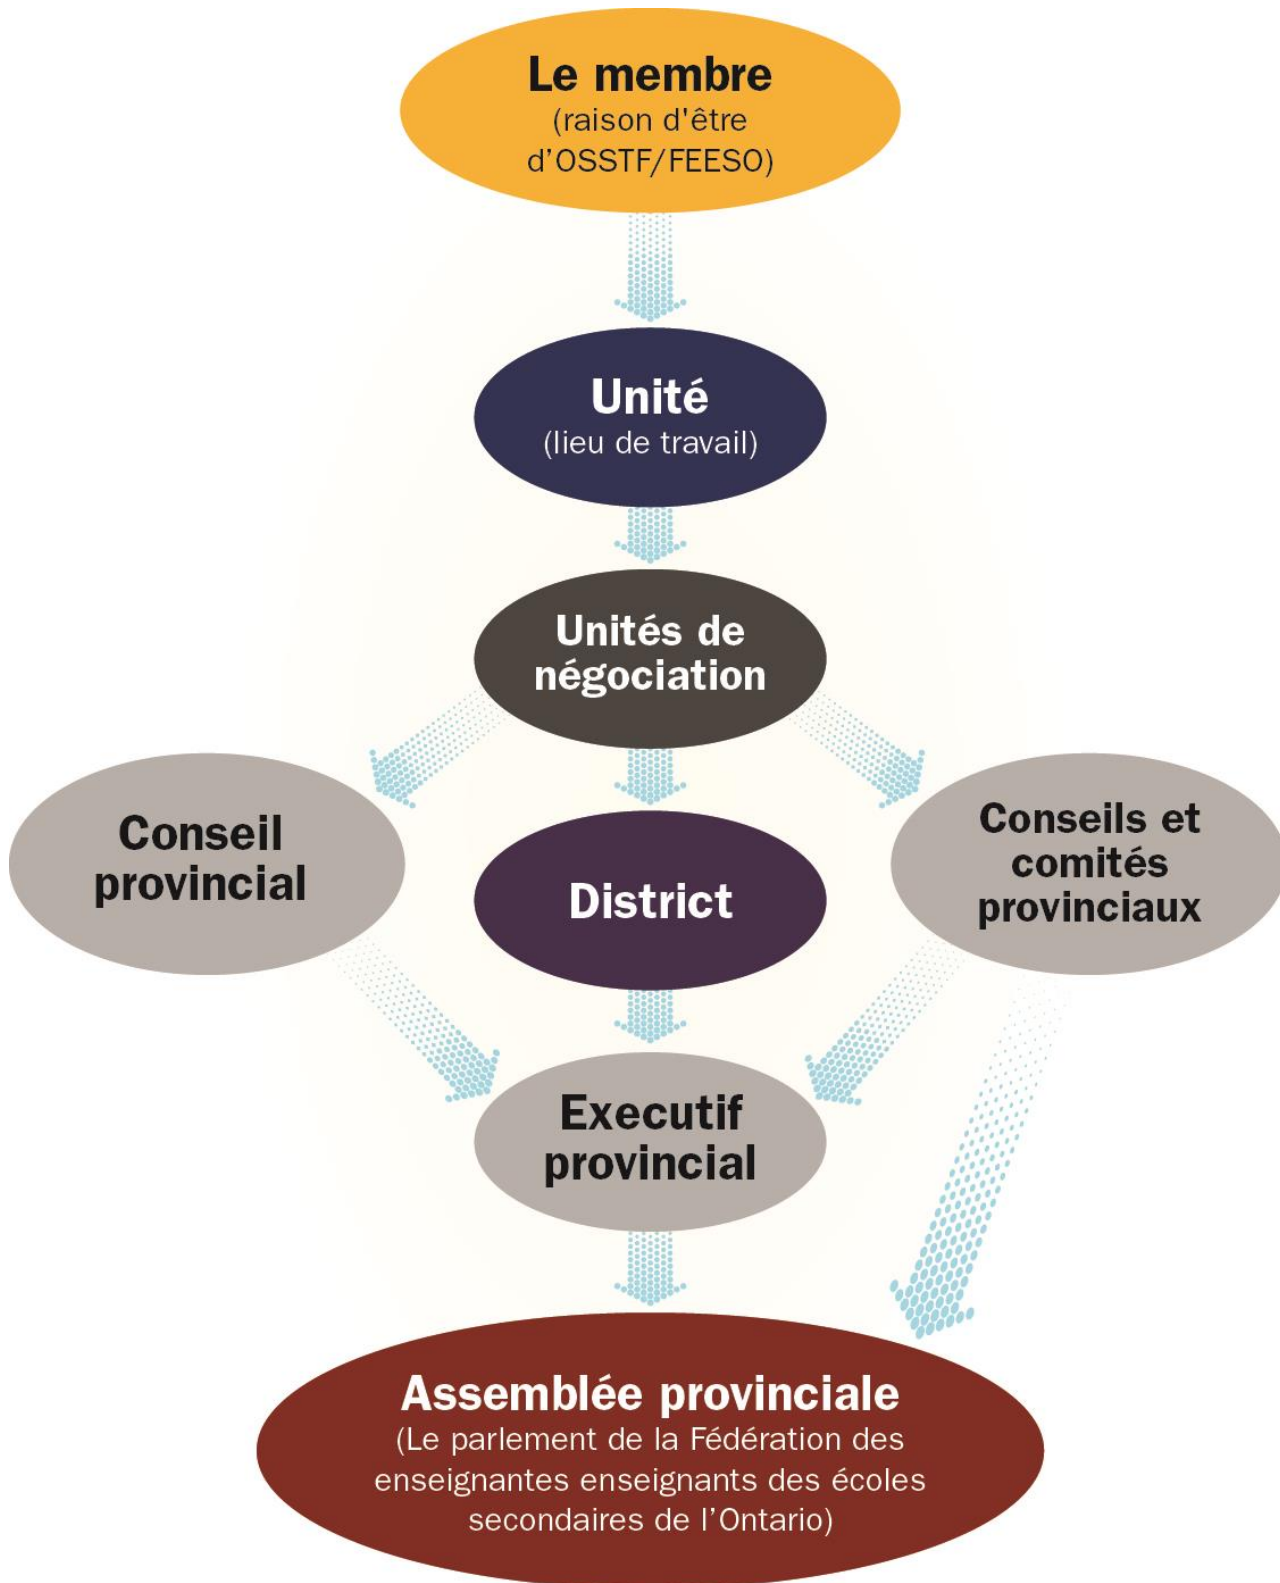 Le membre
(raison d'être
d'OSSTF/FEESO)
Unité
(lieu de travail)
Unités de
négociation
Conseil
provincial
District
Conseils et
comités
provinciaux
Executif
provincial
Assemblée provinciale
(Le parlement de la Fédération des
enseignantes enseignants des écoles
secondaires de l'Ontario)